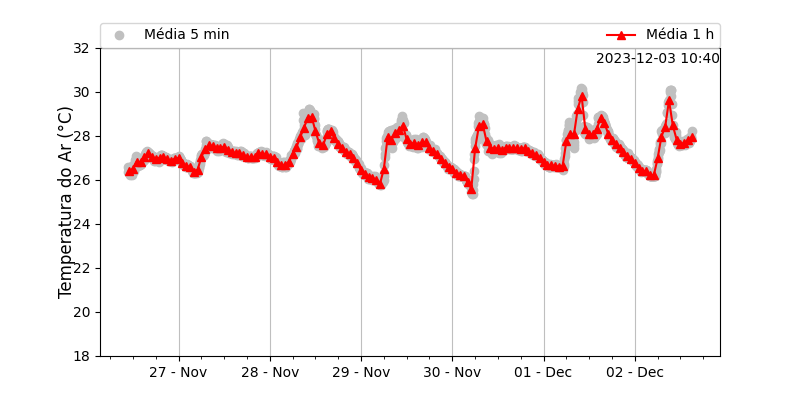 Média 5 min
Média 1 h
2023-12-03 10:40
Temperatura do Ar (°C)
32
30
28
26
24
22
20
18
27 - Nov
28 - Nov
29 - Nov
30 - Nov
01 - Dec
02 - Dec